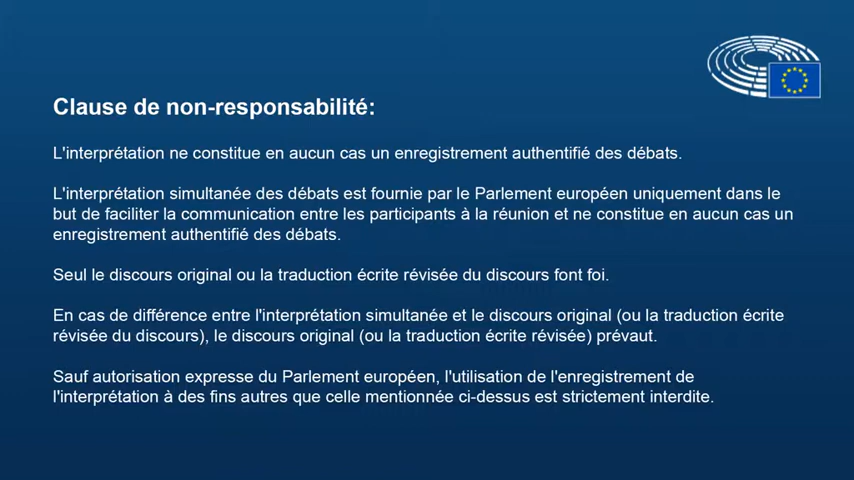 Clause de non-responsabilité:
L'interprétation ne constitue en aucun cas un enregistrement authentifié des débats.
L'interprétation simultanée des débats est fournie par le Parlement européen uniquement dans le
but de faciliter la communication entre les participants à la réunion et ne constitue en aucun cas un
enregistrement authentifié des débats.
Seul le discours original ou la traduction écrite révisée du discours font foi.
En cas de différence entre l'interprétation simultanée et le discours original (ou la traduction écrite
révisée du discours), le discours original (ou la traduction écrite révisée) prévaut.
Sauf autorisation expresse du Parlement européen, l'utilisation de l'enregistrement de
l'interprétation à des fins autres que celle mentionnée ci-dessus est strictement interdite.